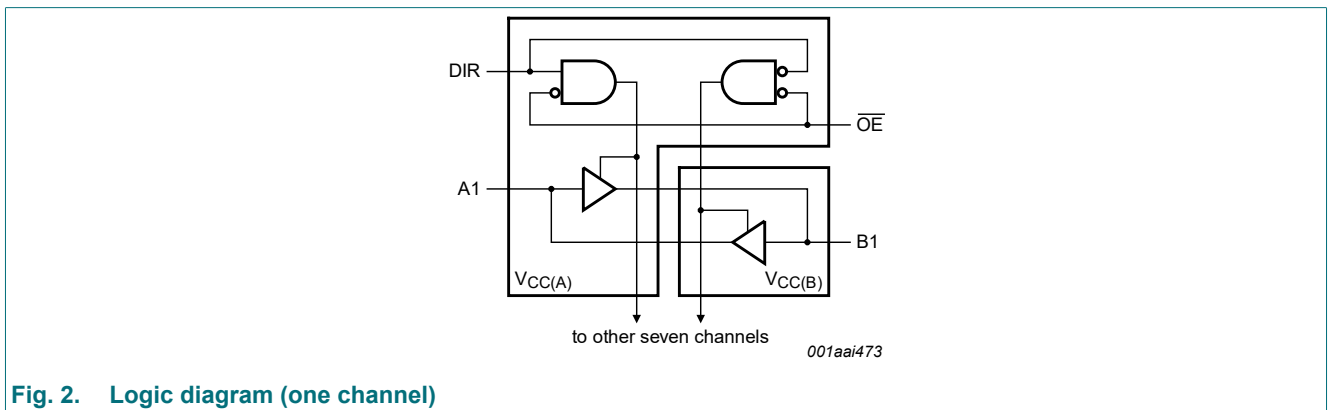 DIR
OE
A1
B1
VCC(A)
VCC(B)
to other seven channels
001aai473
Fig. 2. Logic diagram (one channel)